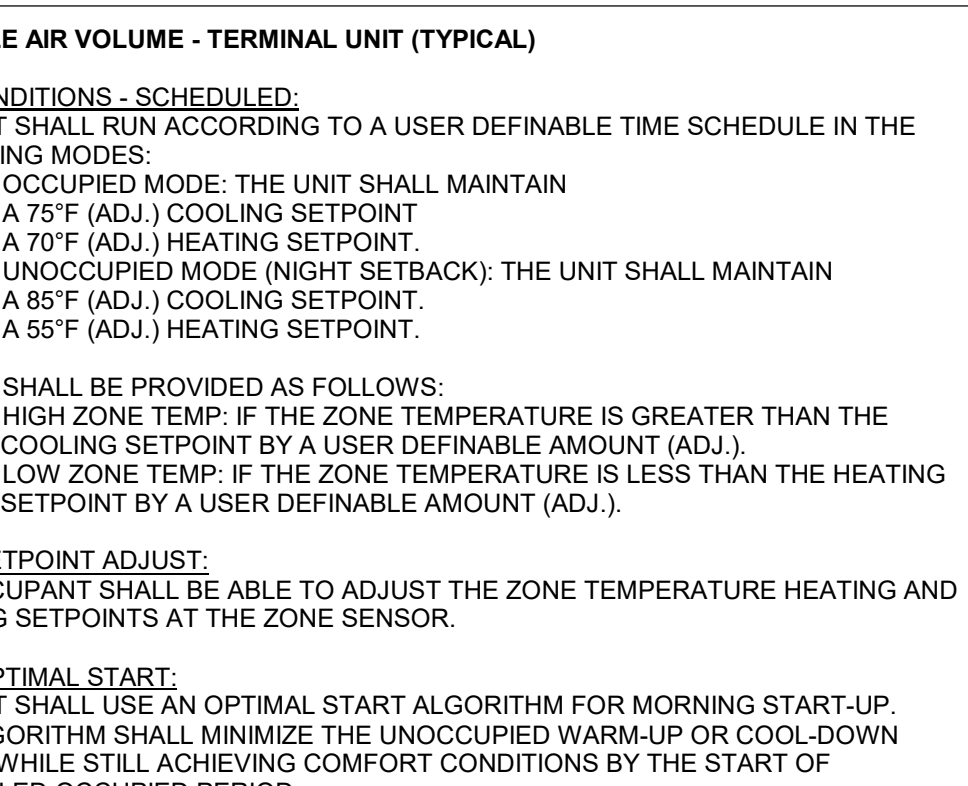 LE AIR VOLUME - TERMINAL UNIT (TYPICAL)
NDITIONS - SCHEDULED:
T SHALL RUN ACCORDING TO A USER DEFINABLE TIME SCHEDULE IN THE
ING MODES:
OCCUPIED MODE: THE UNIT SHALL MAINTAIN
A 75°F (ADJ.) COOLING SETPOINT
A 70°F (ADJ.) HEATING SETPOINT.
UNOCCUPIED MODE (NIGHT SETBACK): THE UNIT SHALL MAINTAIN
A 85°F (ADJ.) COOLING SETPOINT.
A 55°F (ADJ.) HEATING SETPOINT.
SHALL BE PROVIDED AS FOLLOWS:
HIGH ZONE TEMP: IF THE ZONE TEMPERATURE IS GREATER THAN THE
COOLING SETPOINT BY A USER DEFINABLE AMOUNT (ADJ.).
LOW ZONE TEMP: IF THE ZONE TEMPERATURE IS LESS THAN THE HEATING
SETPOINT BY A USER DEFINABLE AMOUNT (ADJ.).
ETPOINT ADJUST:
CUPANT SHALL BE ABLE TO ADJUST THE ZONE TEMPERATURE HEATING AND
G SETPOINTS AT THE ZONE SENSOR.
PTIMAL START:
T SHALL USE AN OPTIMAL START ALGORITHM FOR MORNING START-UP.
GORITHM SHALL MINIMIZE THE UNOCCUPIED WARM-UP OR COOL-DOWN
WHILE STILL ACHIEVING COMFORT CONDITIONS BY THE START OF
LED OCCUPIED PERIOD